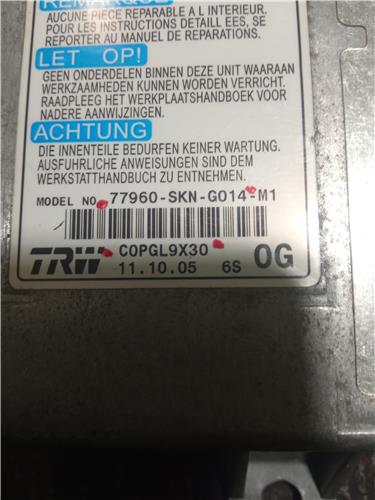 REMARQUE
AUCUNE PIECE REPARABLE A L INTERIEUR.
POUR LES INSTRUCTIONS DETAILL EES, SE
REPORTER AU MANUEL DE REPARATIONS.
LET OP!
GEEN ONDERDELEN BINNEN DEZE UNIT WAARAAN
WERKZAAMHEDEN KUNNEN WORDEN VERRICHT.
RAADPLEEG HET WERKPLAATSHANDBOEK VOOR
NADERE AANWIJZINGEN.
ACHTUNG
DIE INNENTEILE BEDURFEN KEINER WARTUNG.
AUSFUHRLICHE ANWEISUNGEN SIND DEM
WERKSTATTHANDBUCH ZU ENTNEHMEN.
MODEL NO. 77960-SKN-G014-M1
TRW C0PGL9X30 0G
11.10.05 6S